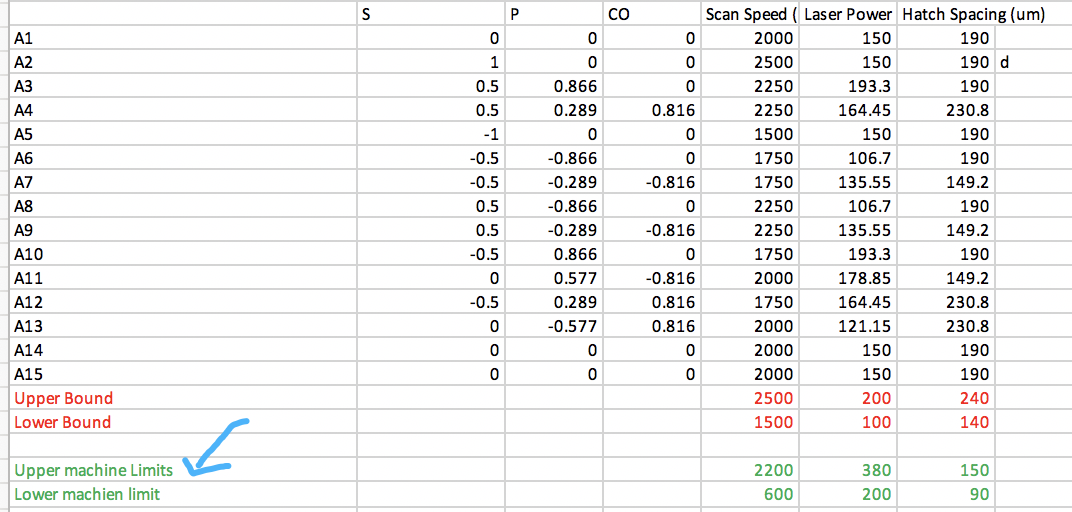 S P CO Scan Speed ( Laser Power Hatch Spacing (um)
A1 0 0 0 2000 150 190
A2 1 0 0 2500 150 190 d
A3 0.5 0.866 0 2250 193.3 190
A4 0.5 0.289 0.816 2250 164.45 230.8
A5 -1 0 0 1500 150 190
A6 -0.5 -0.866 0 1750 106.7 190
A7 -0.5 -0.289 -0.816 1750 135.55 149.2
A8 0.5 -0.866 0 2250 106.7 190
A9 0.5 -0.289 -0.816 2250 135.55 149.2
A10 -0.5 0.866 0 1750 193.3 190
A11 0 0.577 -0.816 2000 178.85 149.2
A12 -0.5 0.289 0.816 1750 164.45 230.8
A13 0 -0.577 0.816 2000 121.15 230.8
A14 0 0 0 2000 150 190
A15 0 0 0 2000 150 190
Upper Bound 2500 200 240
Lower Bound 1500 100 140
Upper machine Limits 2200 380 150
Lower machien limit 600 200 90